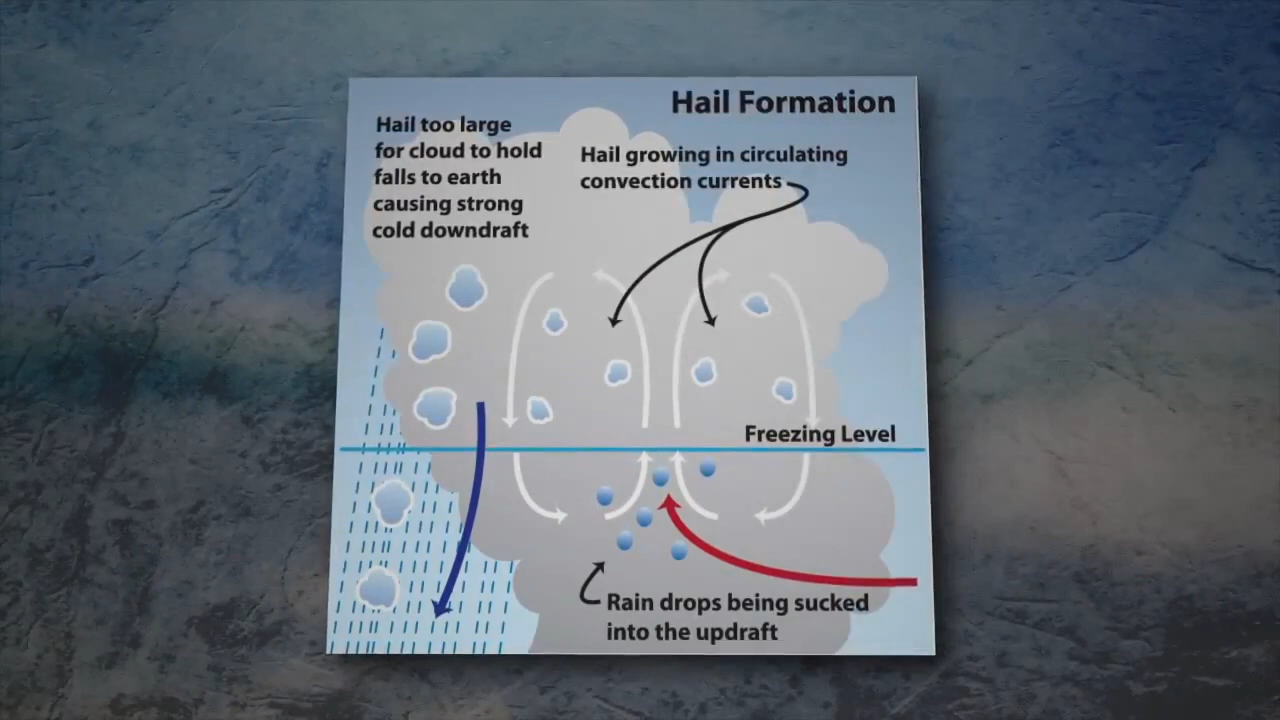 Hail Formation
Hail too large
for cloud to hold
falls to earth
causing strong
cold downdraft
Hail growing in circulating
convection currents
Freezing Level
Rain drops being sucked
into the updraft